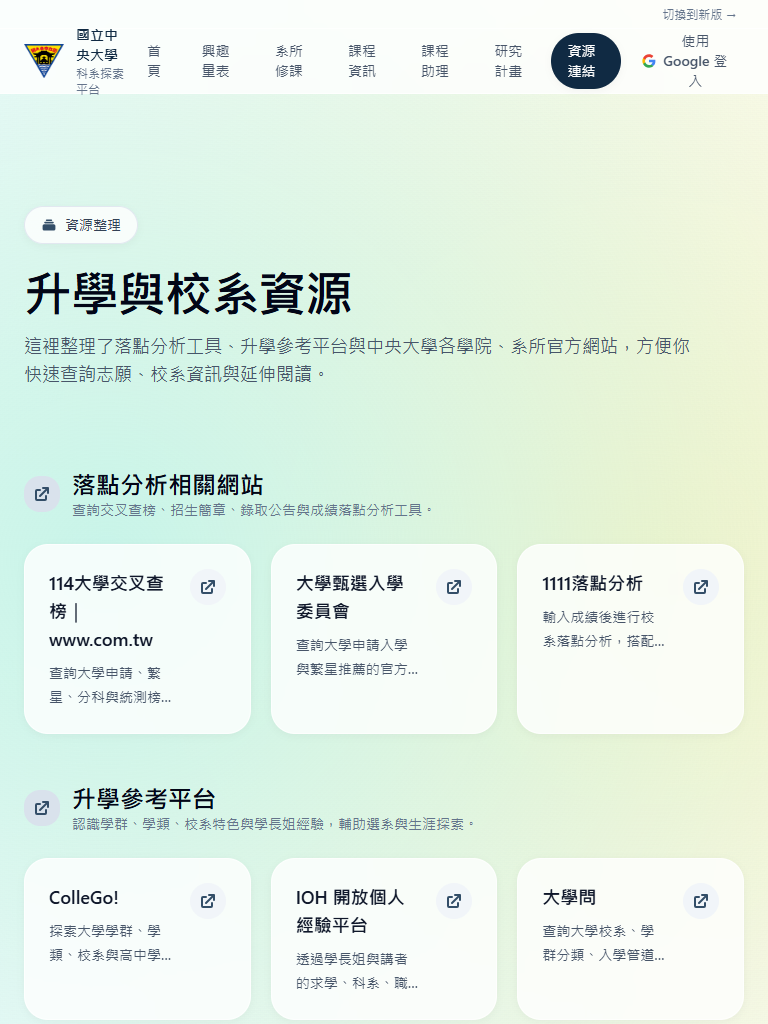 切換到新版 →
國立中
央大學
科系探索
平台
首
頁
興趣
量表
系所
修課
課程
資訊
課程
助理
研究
計畫
資源
連結
使用
Google 登
入
資源整理
升學與校系資源
這裡整理了落點分析工具、升學參考平台與中央大學各學院、系所官方網站，方便你
快速查詢志願、校系資訊與延伸閱讀。
落點分析相關網站
查詢交叉查榜、招生簡章、錄取公告與成績落點分析工具。
114大學交叉查
榜｜
www.com.tw
查詢大學申請、繁
星、分科與統測榜...
大學甄選入學
委員會
查詢大學申請入學
與繁星推薦的官方...
1111落點分析
輸入成績後進行校
系落點分析，搭配...
升學參考平台
認識學群、學類、校系特色與學長姐經驗，輔助選系與生涯探索。
ColleGo!
探索大學學群、學
類、校系與高中學...
IOH 開放個人
經驗平台
透過學長姐與講者
的求學、科系、職...
大學問
查詢大學校系、學
群分類、入學管道...